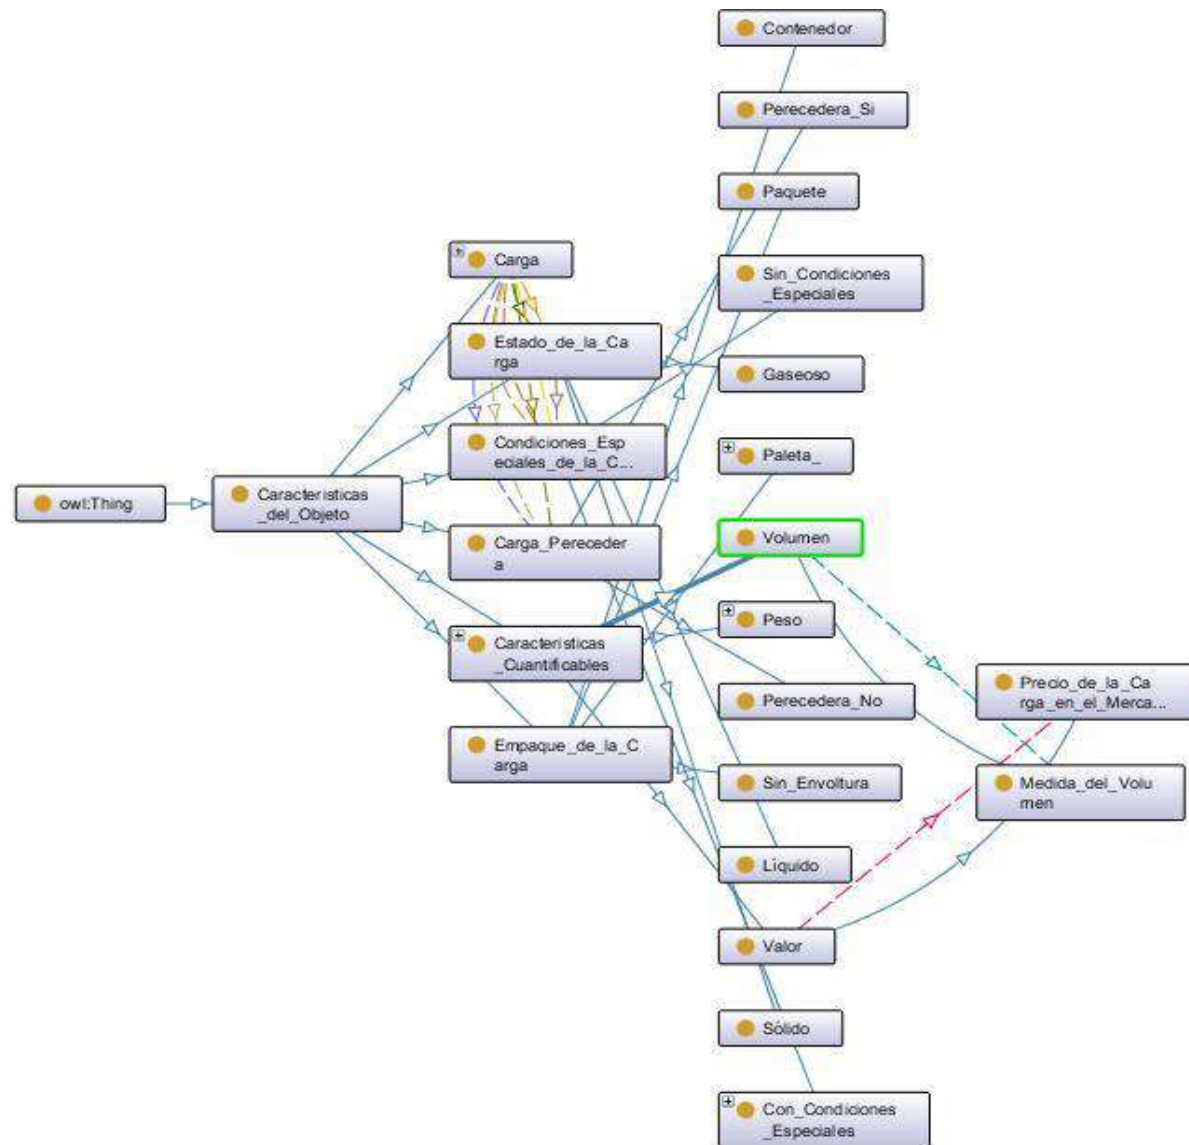 Contenedor
Perecedera_Si
Paquete
Carga
Sin_Condiciones
_Especiales
Estado_de_la_Ca
rga
Gaseoso
Condiciones_Esp
eciales_de_la_C...
Paleta_
owl:Thing
Caracteristicas
_del_Objeto
Carga_Pereceder
a
Volumen
Caracteristicas
_Cuantificables
Peso
Perecedera_No
Precio_de_la_Ca
rga_en_el_Merca...
Empaque_de_la_C
arga
Sin_Envoltura
Medida_del_Volu
men
Líquido
Valor
Sólido
Con_Condiciones
_Especiales